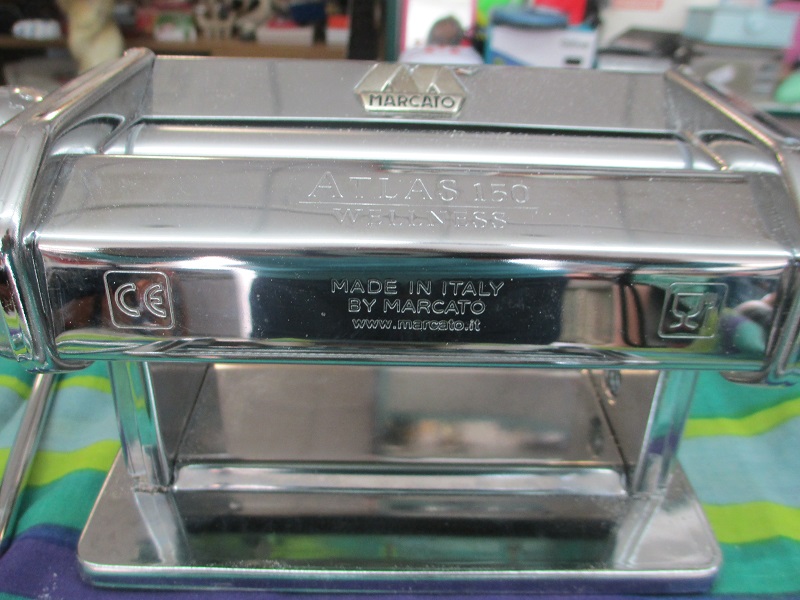 MARCATO
ATLAS 150
WELLNESS
CE
MADE IN ITALY
BY MARCATO
www.marcato.it